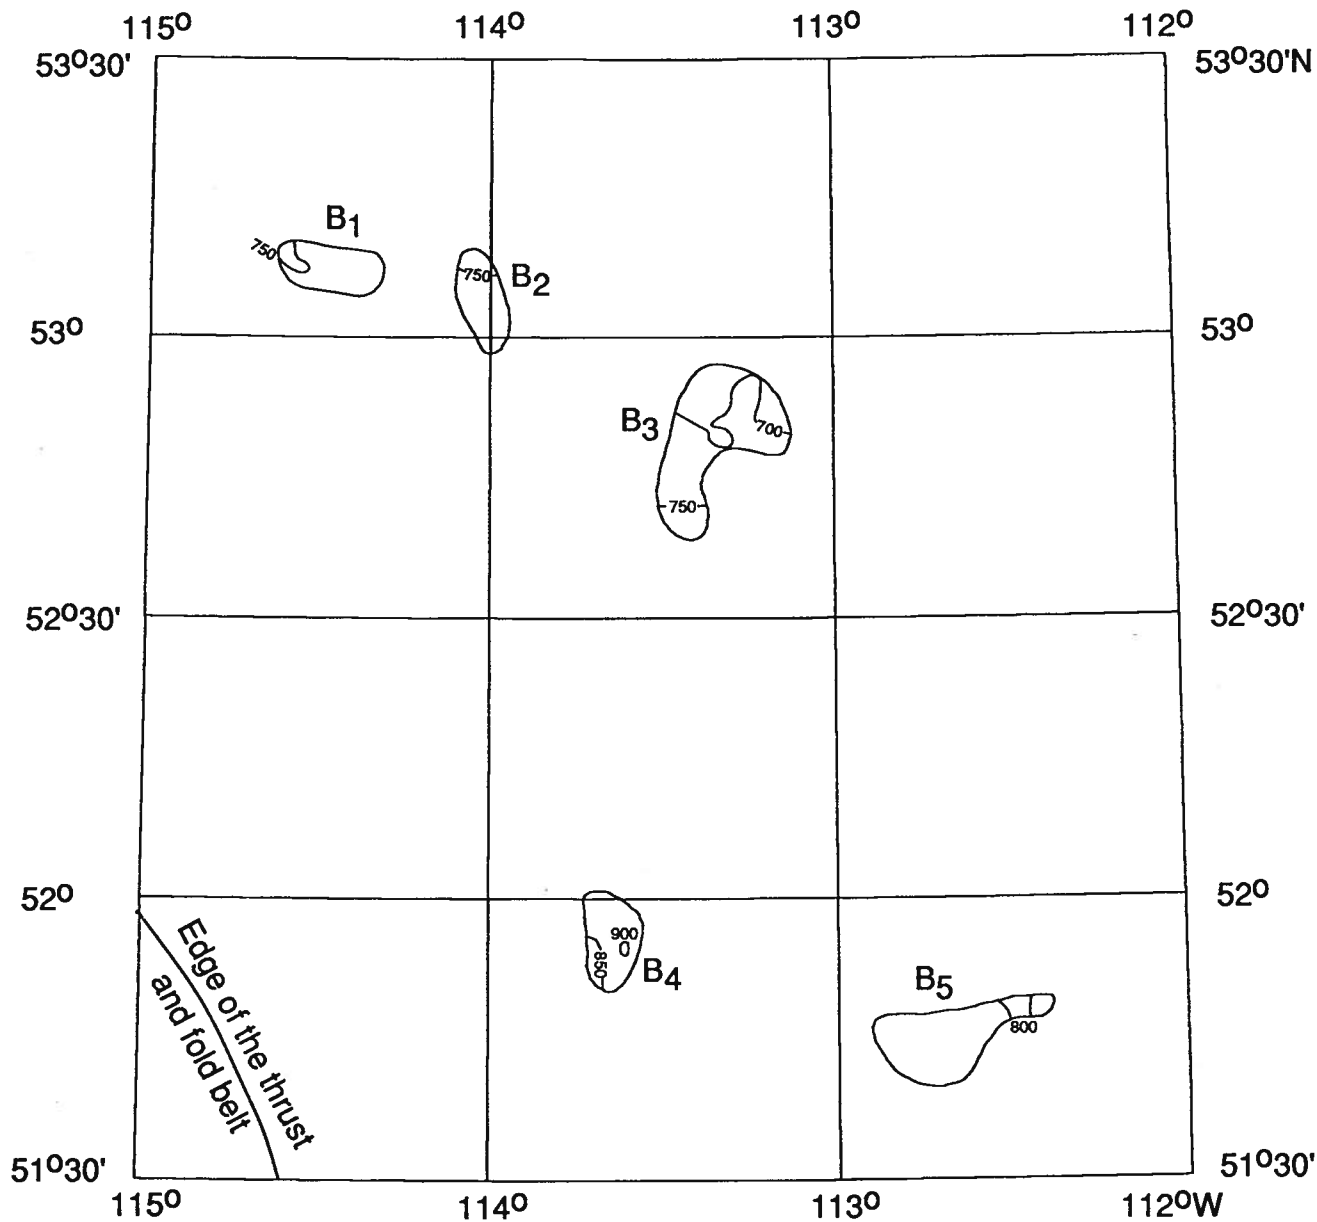 115° 114° 113° 112°
53°30' 53°30'N
B1
750
750 B2
53° 53°
B3
700
750
52°30' 52°30'
52° 52°
900
850
B4
B5
800
Edge of the thrust
and fold belt
51°30' 51°30'
115° 114° 113° 112°W